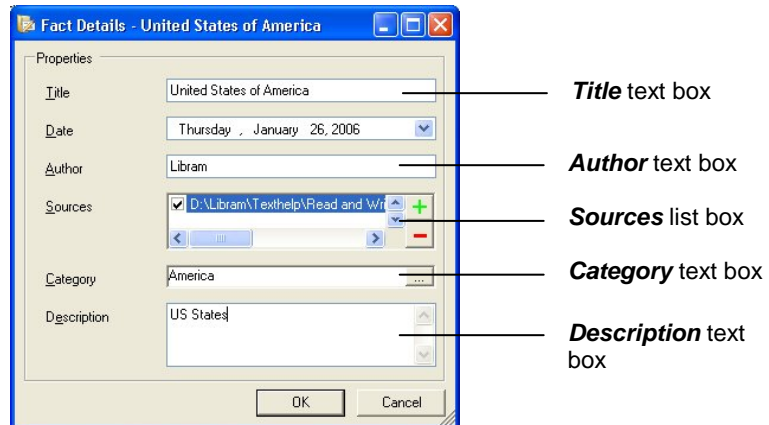 Fact Details - United States of America
Properties
Title
United States of America
Title text box
Date
Thursday , January 26, 2006
Author
Libram
Author text box
Sources
D:\Libram\Texthelp\Read and Wri
Sources list box
Category
America
...
Category text box
Description
US States
Description text
box
OK
Cancel